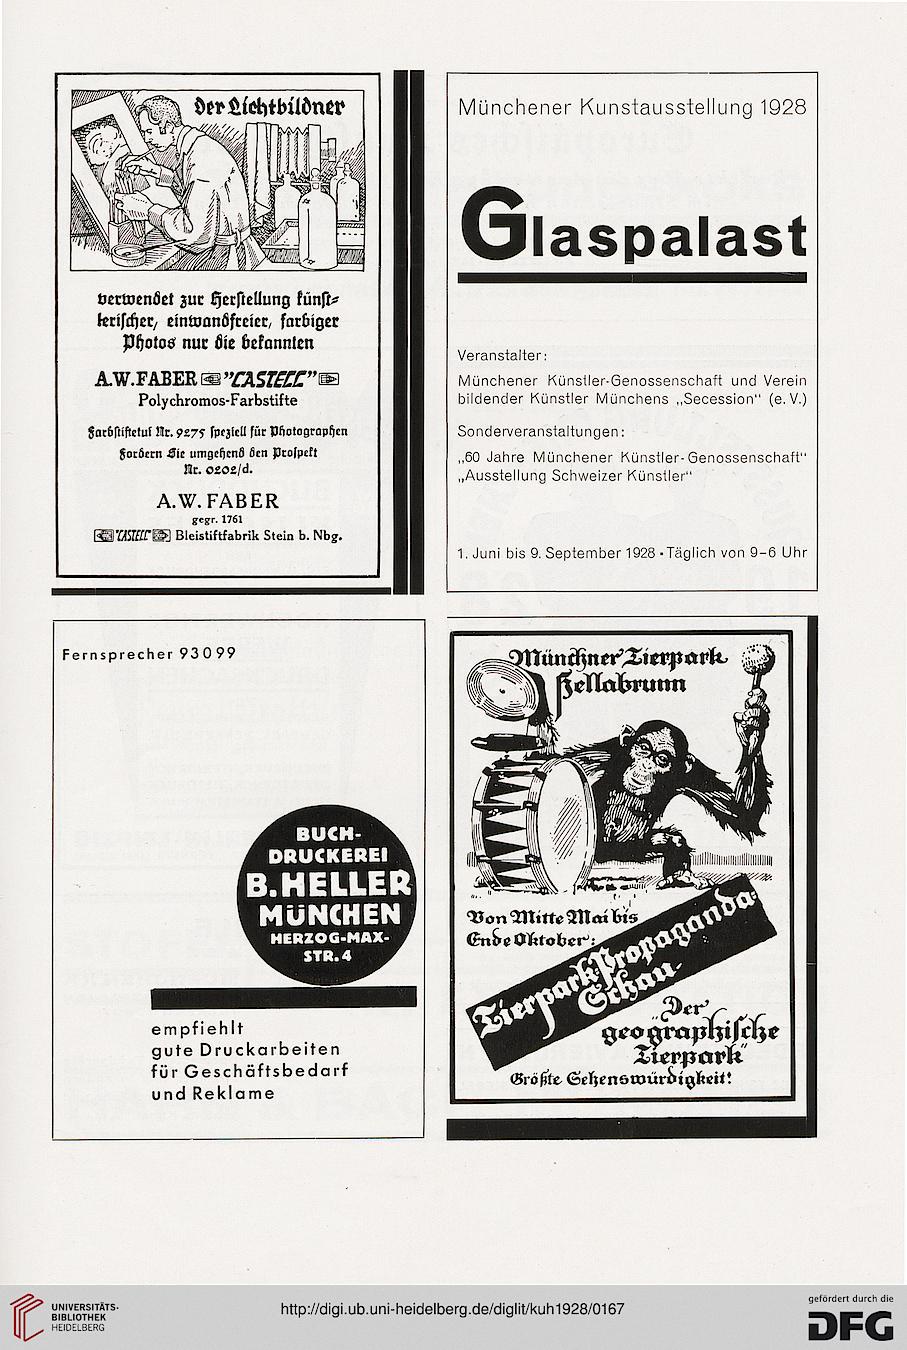 Der Lichtbildner
verwendet zur Herstellung künst=
lerischer, einwandfreier, farbiger
Photos nur die bekannten
A.W. FABER "CASTELL"
Polychromos-Farbstifte
Farbstiftetui Nr. 9275 speziell für Photographen
Fordern Sie umgehend den Prospekt
Nr. 0202/d.
A.W. FABER
gegr. 1761
"CASTELL" Bleistiftfabrik Stein b. Nbg.
Münchener Kunstausstellung 1928
Glaspalast
Veranstalter:
Münchener Künstler-Genossenschaft und Verein
bildender Künstler Münchens „Secession" (e. V.)
Sonderveranstaltungen:
„60 Jahre Münchener Künstler-Genossenschaft"
„Ausstellung Schweizer Künstler"
1. Juni bis 9. September 1928 • Täglich von 9–6 Uhr
Fernsprecher 93099
BUCH-
DRUCKEREI
B. HELLER
MÜNCHEN
HERZOG-MAX-
STR. 4
empfiehlt
gute Druckarbeiten
für Geschäftsbedarf
und Reklame
Münchner Tierpark
Hellabrunn
Von Mitte Mai bis
Ende Oktober:
Tierpark Propaganda-
Schau
Der
„geographische
Tierpark"
Größte Sehenswürdigkeit!
UNIVERSITÄTS-
BIBLIOTHEK
HEIDELBERG
http://digi.ub.uni-heidelberg.de/diglit/kuh1928/0167
gefördert durch die
DFG